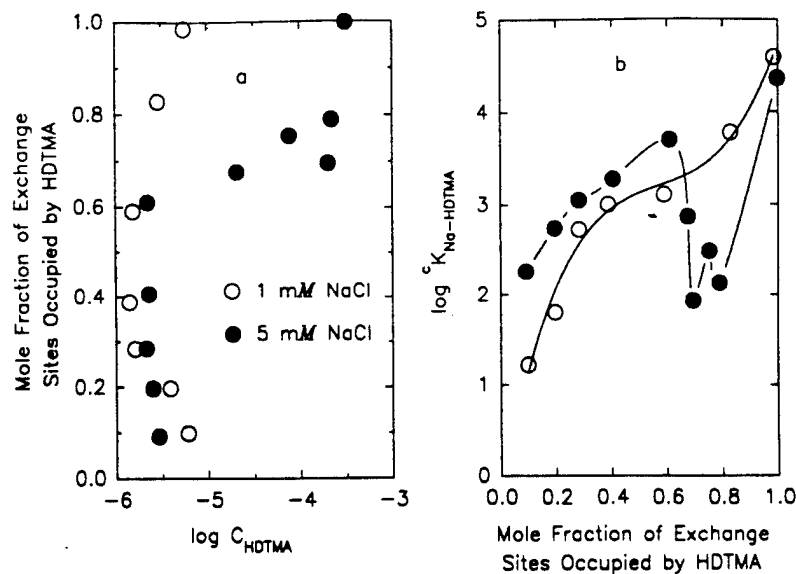 Mole Fraction of Exchange
Sites Occupied by HDTMA
1.0
0.8
0.6
0.4
0.2
0.0
a
1 mM NaCl
5 mM NaCl
-6
-5
-4
-3
log C_HDTMA
log ᶜK_Na-HDTMA
5
4
3
2
1
0
b
0.0
0.2
0.4
0.6
0.8
1.0
Mole Fraction of Exchange
Sites Occupied by HDTMA